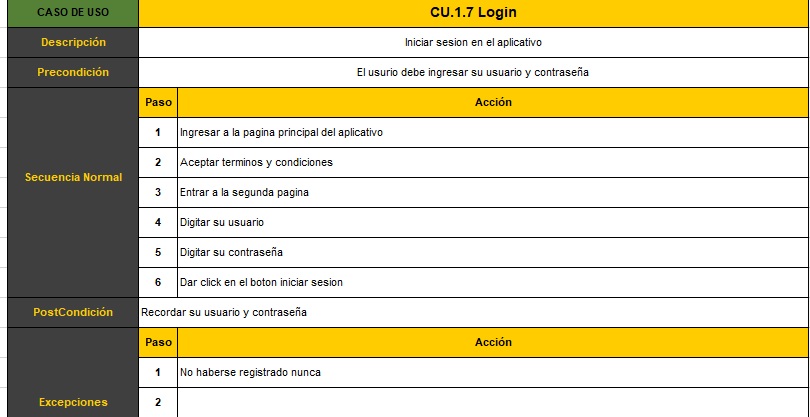 CASO DE USO CU.1.7 Login
Descripción Iniciar sesion en el aplicativo
Precondición El usurio debe ingresar su usuario y contraseña
Paso Acción
Secuencia Normal
1 Ingresar a la pagina principal del aplicativo
2 Aceptar terminos y condiciones
3 Entrar a la segunda pagina
4 Digitar su usuario
5 Digitar su contraseña
6 Dar click en el boton iniciar sesion
PostCondición Recordar su usuario y contraseña
Paso Acción
Excepciones
1 No haberse registrado nunca
2